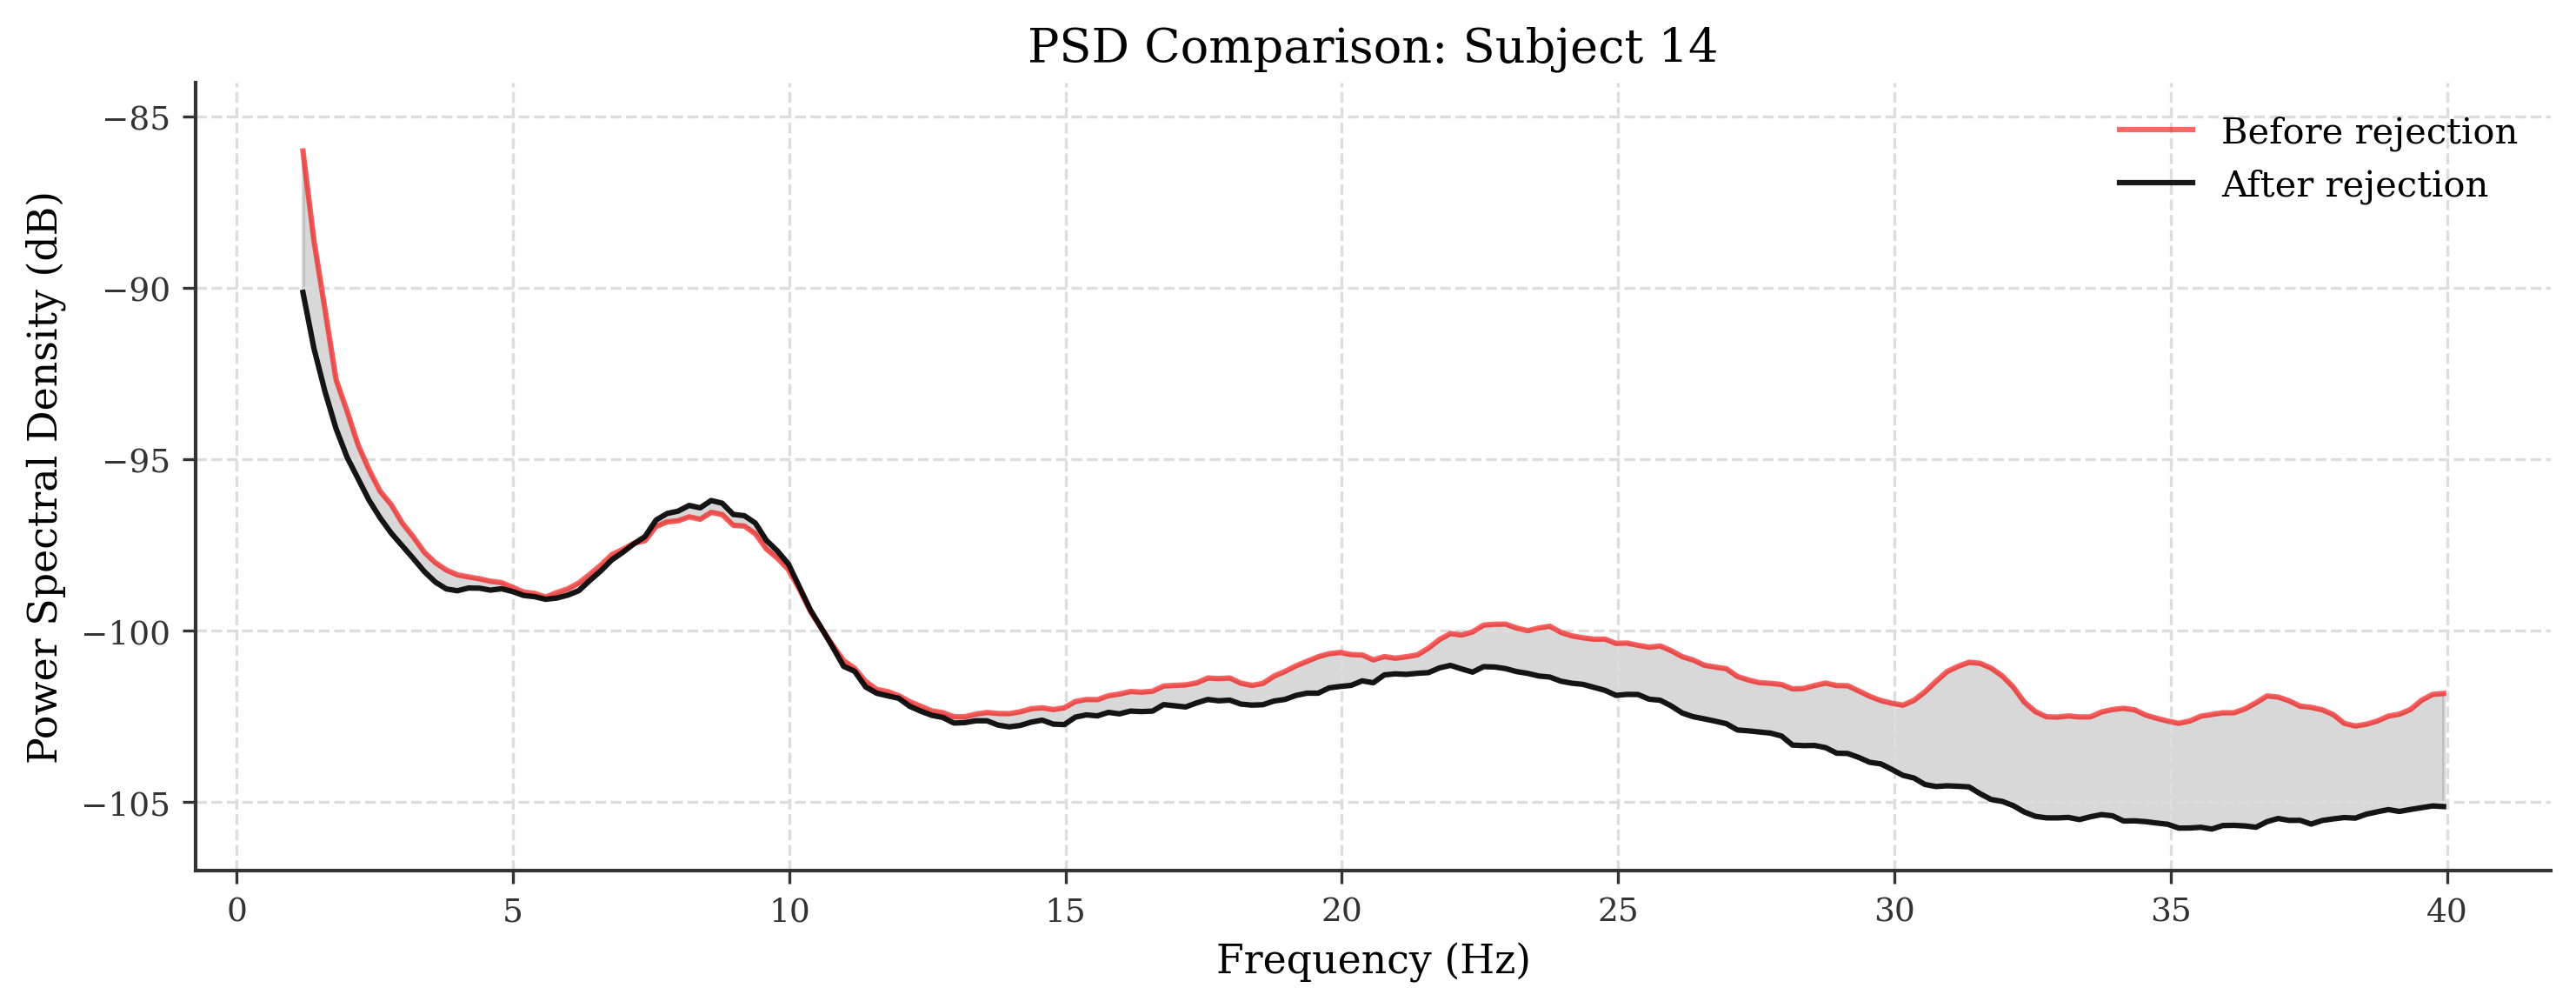 PSD Comparison: Subject 14
Power Spectral Density (dB)
−85
−90
−95
−100
−105
Before rejection
After rejection
0 5 10 15 20 25 30 35 40
Frequency (Hz)